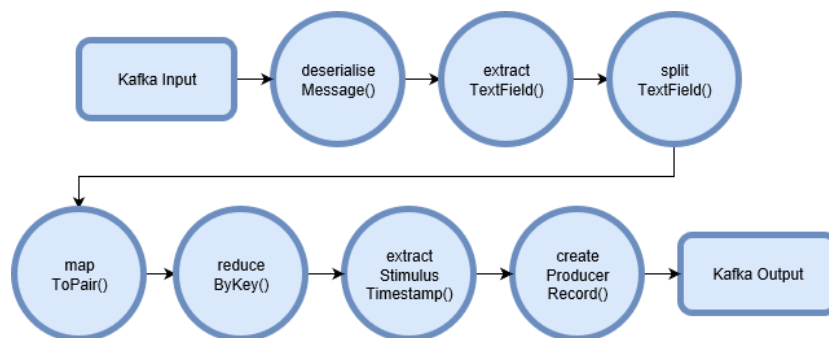 Kafka Input
deserialise
Message()
extract
TextField()
split
TextField()
map
ToPair()
reduce
ByKey()
extract
Stimulus
Timestamp()
create
Producer
Record()
Kafka Output